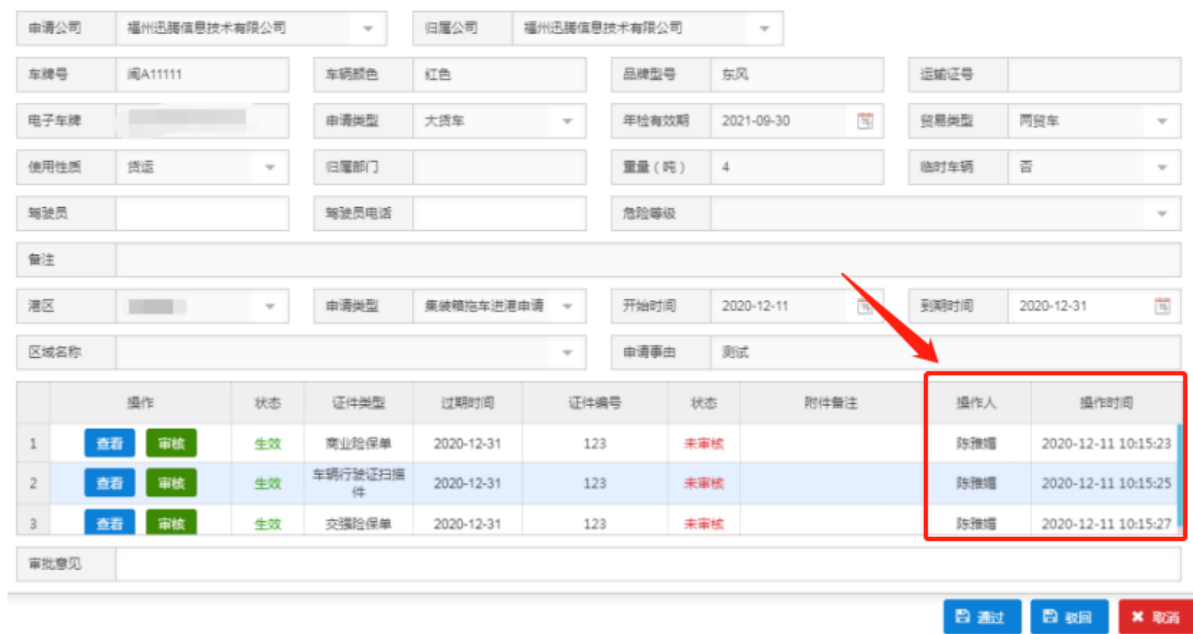 申请公司 福州迅腾信息技术有限公司 归属公司 福州迅腾信息技术有限公司
车牌号 闽A11111 车辆颜色 红色 品牌型号 东风 运输证号
电子车牌 申请类型 大货车 年检有效期 2021-09-30 贸易类型 两贸车
使用性质 货运 归属部门 重量(吨) 4 临时车辆 否
驾驶员 驾驶员电话 危险等级
备注
港区 申请类型 集装箱拖车进港申请 开始时间 2020-12-11 到期时间 2020-12-31
区域名称 申请事由 测试
操作 状态 证件类型 过期时间 证件编号 状态 附件备注 操作人 操作时间
1 查看 审核 生效 商业险保单 2020-12-31 123 未审核 陈雅媚 2020-12-11 10:15:23
2 查看 审核 生效 车辆行驶证扫描件 2020-12-31 123 未审核 陈雅媚 2020-12-11 10:15:25
3 查看 审核 生效 交强险保单 2020-12-31 123 未审核 陈雅媚 2020-12-11 10:15:27
审批意见
通过 驳回 取消